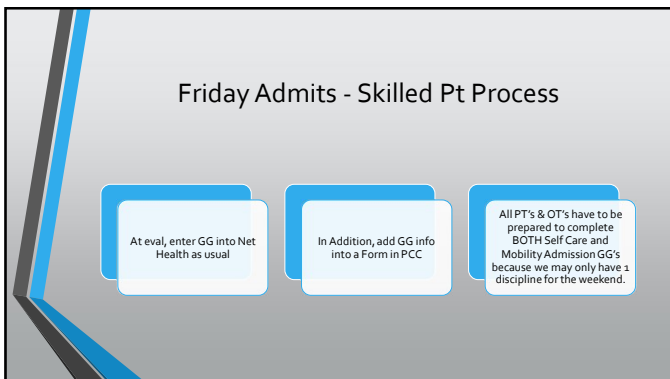 Friday Admits - Skilled Pt Process
At eval, enter GG into Net
Health as usual
In Addition, add GG info
into a Form in PCC
All PT's & OT's have to be
prepared to complete
BOTH Self Care and
Mobility Admission GG's
because we may only have 1
discipline for the weekend.